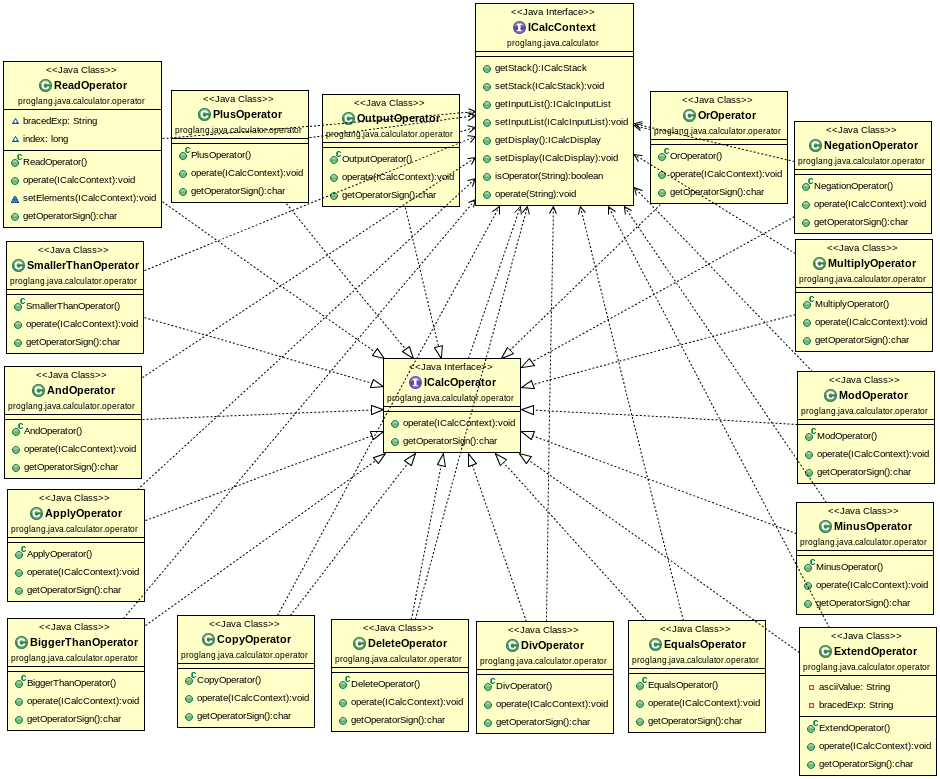 <<Java Interface>>
ICalcContext
proglang.java.calculator
getStack():ICalcStack
setStack(ICalcStack):void
getInputList():ICalcInputList
setInputList(ICalcInputList):void
getDisplay():ICalcDisplay
setDisplay(ICalcDisplay):void
isOperator(String):boolean
operate(String):void
<<Java Class>>
ReadOperator
proglang.java.calculator.operator
bracedExp: String
index: long
ReadOperator()
operate(ICalcContext):void
setElements(ICalcContext):void
getOperatorSign():char
<<Java Class>>
PlusOperator
proglang.java.calculator.operator
PlusOperator()
operate(ICalcContext):void
getOperatorSign():char
<<Java Class>>
OutputOperator
proglang.java.calculator.operator
OutputOperator()
operate(ICalcContext):void
getOperatorSign():char
<<Java Class>>
OrOperator
proglang.java.calculator.operator
OrOperator()
operate(ICalcContext):void
getOperatorSign():char
<<Java Class>>
NegationOperator
proglang.java.calculator.operator
NegationOperator()
operate(ICalcContext):void
getOperatorSign():char
<<Java Class>>
SmallerThanOperator
proglang.java.calculator.operator
SmallerThanOperator()
operate(ICalcContext):void
getOperatorSign():char
<<Java Class>>
MultiplyOperator
proglang.java.calculator.operator
MultiplyOperator()
operate(ICalcContext):void
getOperatorSign():char
<<Java Interface>>
ICalcOperator
proglang.java.calculator.operator
operate(ICalcContext):void
getOperatorSign():char
<<Java Class>>
AndOperator
proglang.java.calculator.operator
AndOperator()
operate(ICalcContext):void
getOperatorSign():char
<<Java Class>>
ModOperator
proglang.java.calculator.operator
ModOperator()
operate(ICalcContext):void
getOperatorSign():char
<<Java Class>>
ApplyOperator
proglang.java.calculator.operator
ApplyOperator()
operate(ICalcContext):void
getOperatorSign():char
<<Java Class>>
MinusOperator
proglang.java.calculator.operator
MinusOperator()
operate(ICalcContext):void
getOperatorSign():char
<<Java Class>>
BiggerThanOperator
proglang.java.calculator.operator
BiggerThanOperator()
operate(ICalcContext):void
getOperatorSign():char
<<Java Class>>
CopyOperator
proglang.java.calculator.operator
CopyOperator()
operate(ICalcContext):void
getOperatorSign():char
<<Java Class>>
DeleteOperator
proglang.java.calculator.operator
DeleteOperator()
operate(ICalcContext):void
getOperatorSign():char
<<Java Class>>
DivOperator
proglang.java.calculator.operator
DivOperator()
operate(ICalcContext):void
getOperatorSign():char
<<Java Class>>
EqualsOperator
proglang.java.calculator.operator
EqualsOperator()
operate(ICalcContext):void
getOperatorSign():char
<<Java Class>>
ExtendOperator
proglang.java.calculator.operator
asciiValue: String
bracedExp: String
ExtendOperator()
operate(ICalcContext):void
getOperatorSign():char